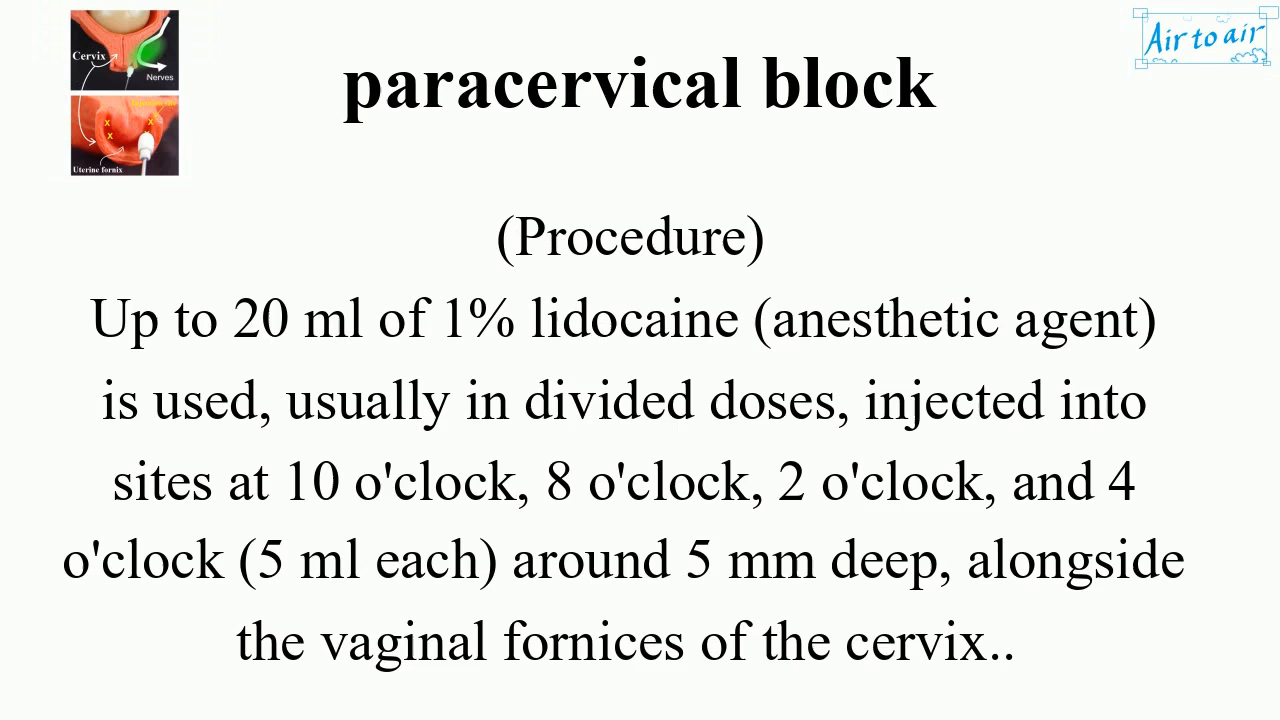 Cervix
Nerves
Uterine fornix
Air to air
paracervical block
(Procedure)
Up to 20 ml of 1% lidocaine (anesthetic agent)
is used, usually in divided doses, injected into
sites at 10 o'clock, 8 o'clock, 2 o'clock, and 4
o'clock (5 ml each) around 5 mm deep, alongside
the vaginal fornices of the cervix..